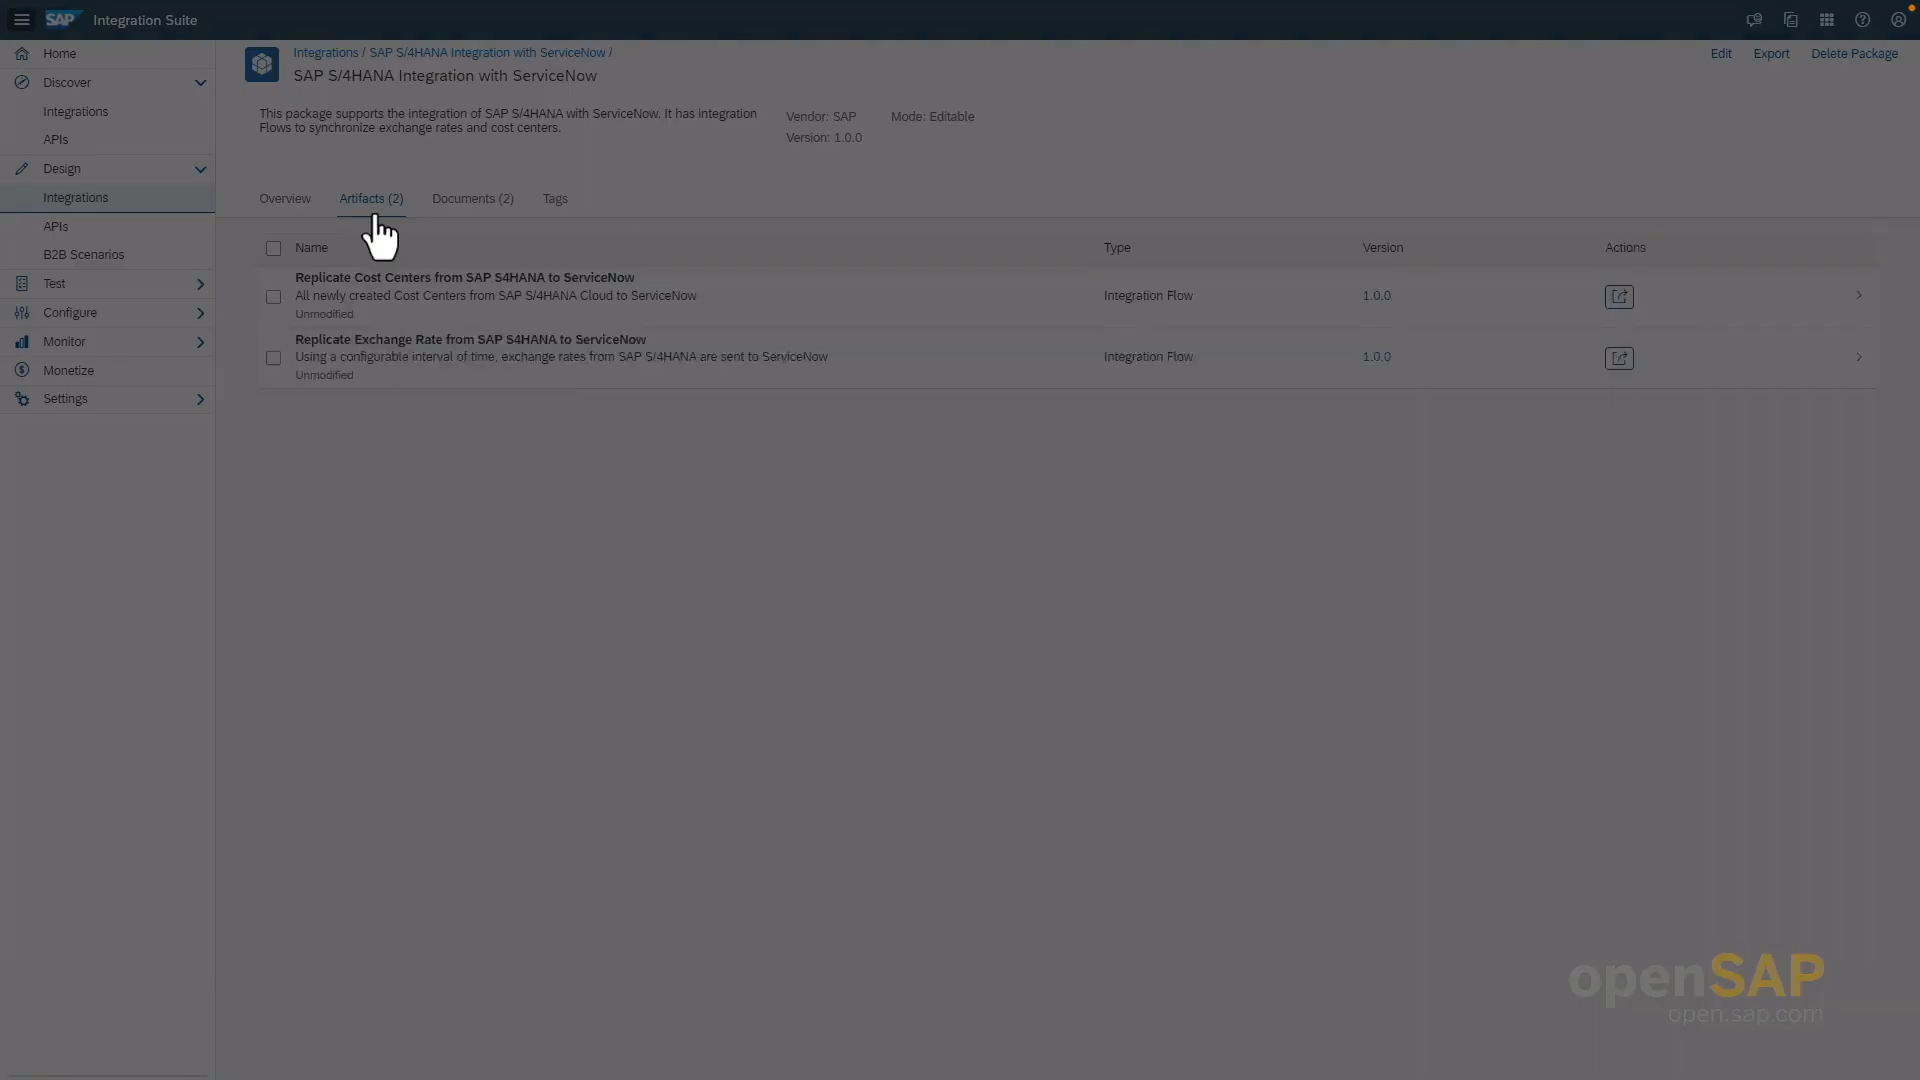 SAP Integration Suite
Home
Discover
Integrations
APIs
Design
Integrations
APIs
B2B Scenarios
Test
Configure
Monitor
Monetize
Settings
Integrations / SAP S/4HANA Integration with ServiceNow /
SAP S/4HANA Integration with ServiceNow
Edit Export Delete Package
This package supports the integration of SAP S/4HANA with ServiceNow. It has integration
Flows to synchronize exchange rates and cost centers.
Vendor: SAP Mode: Editable
Version: 1.0.0
Overview Artifacts (2) Documents (2) Tags
Name Type Version Actions
Replicate Cost Centers from SAP S4HANA to ServiceNow
All newly created Cost Centers from SAP S/4HANA Cloud to ServiceNow Integration Flow 1.0.0
Unmodified
Replicate Exchange Rate from SAP S4HANA to ServiceNow
Using a configurable interval of time, exchange rates from SAP S/4HANA are sent to ServiceNow Integration Flow 1.0.0
Unmodified
openSAP
open.sap.com